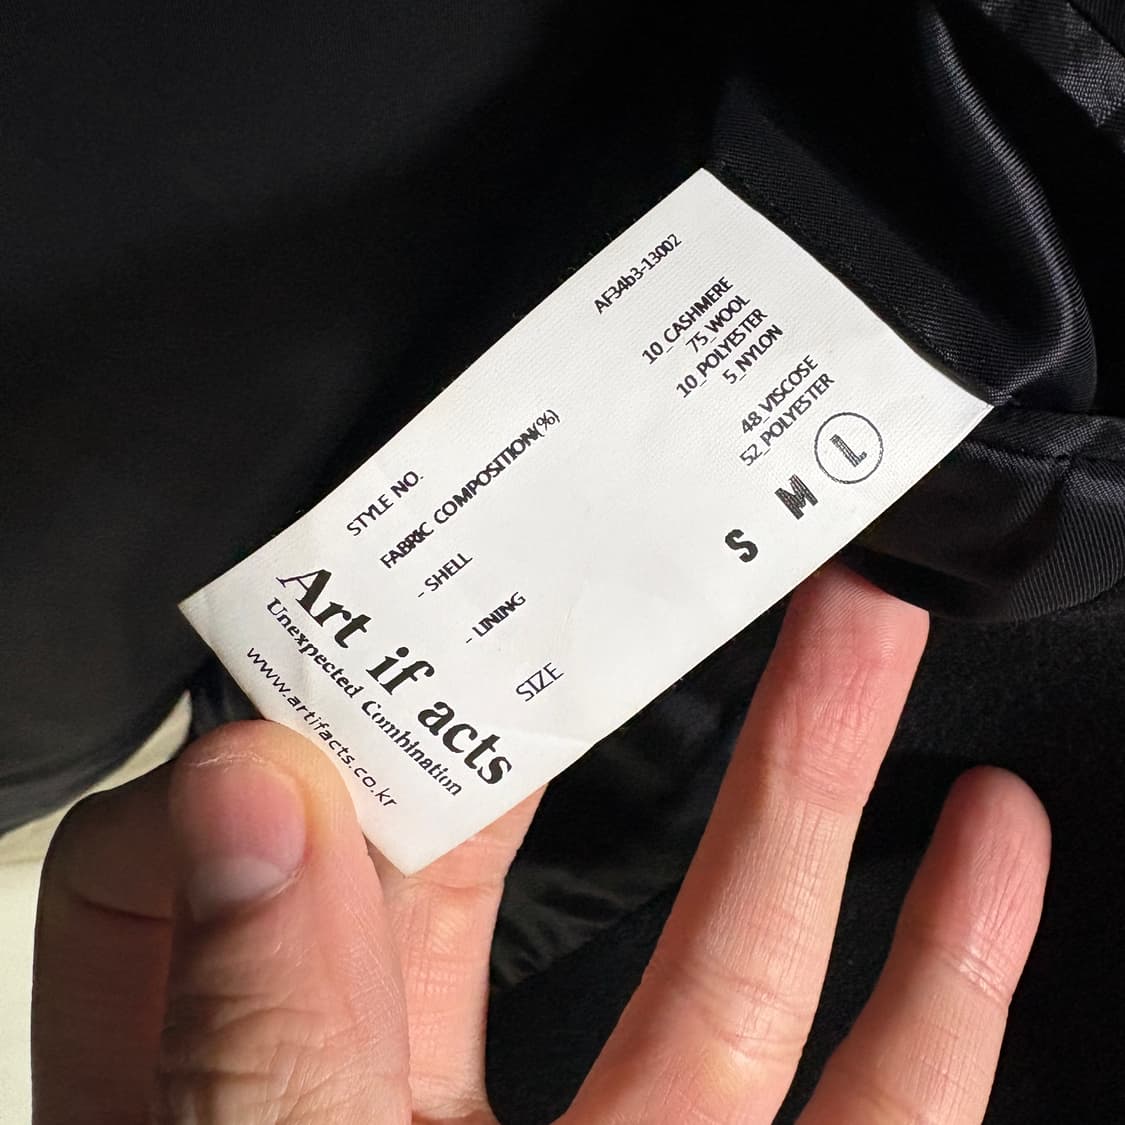 STYLE NO. AF34b3-13002
FABRIC COMPOSITION(%)
- SHELL 10_CASHMERE
75_WOOL
10_POLYESTER
5_NYLON
- LINING 48_VISCOSE
52_POLYESTER
SIZE S M L
Art if acts
Unexpected Combination
www.artifacts.co.kr